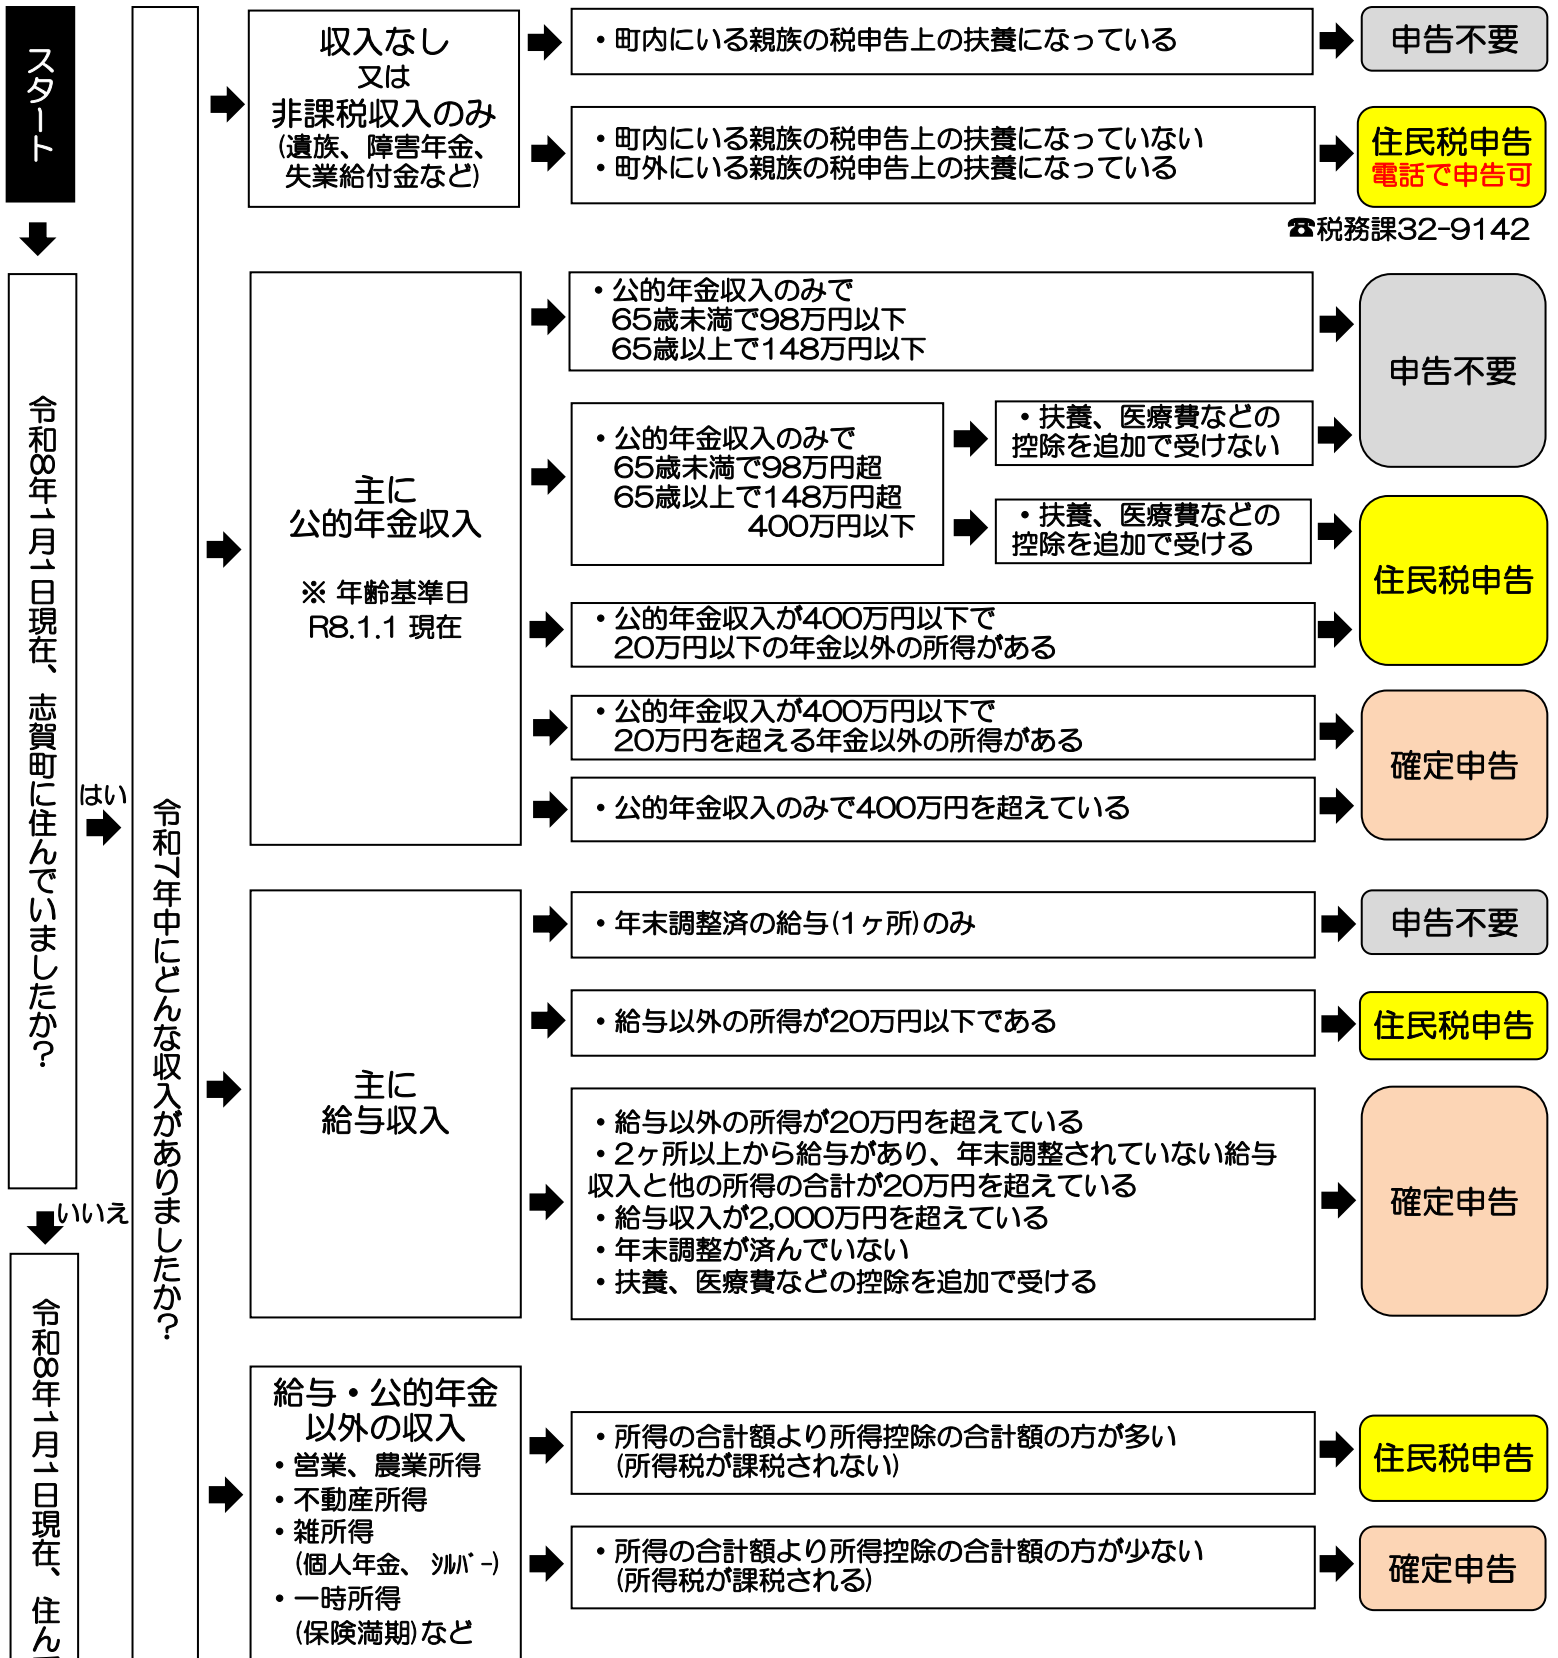 スタート
令和8年1月1日現在、志賀町に住んでいましたか？
はい
いいえ
令和8年1月1日現在、住ん
令和7年中にどんな収入がありましたか？
収入なし
又は
非課税収入のみ
(遺族、障害年金、
失業給付金など)
・町内にいる親族の税申告上の扶養になっている
申告不要
・町内にいる親族の税申告上の扶養になっていない
・町外にいる親族の税申告上の扶養になっている
住民税申告
電話で申告可
☎税務課32-9142
主に
公的年金収入
※ 年齢基準日
R8.1.1 現在
・公的年金収入のみで
65歳未満で98万円以下
65歳以上で148万円以下
申告不要
・公的年金収入のみで
65歳未満で98万円超
65歳以上で148万円超
400万円以下
・扶養、医療費などの
控除を追加で受けない
・扶養、医療費などの
控除を追加で受ける
住民税申告
・公的年金収入が400万円以下で
20万円以下の年金以外の所得がある
・公的年金収入が400万円以下で
20万円を超える年金以外の所得がある
確定申告
・公的年金収入のみで400万円を超えている
主に
給与収入
・年末調整済の給与(1ヶ所)のみ
申告不要
・給与以外の所得が20万円以下である
住民税申告
・給与以外の所得が20万円を超えている
・2ヶ所以上から給与があり、年末調整されていない給与
収入と他の所得の合計が20万円を超えている
・給与収入が2,000万円を超えている
・年末調整が済んでいない
・扶養、医療費などの控除を追加で受ける
確定申告
給与・公的年金
以外の収入
・営業、農業所得
・不動産所得
・雑所得
(個人年金、ｼﾙﾊﾞｰ)
・一時所得
(保険満期)など
・所得の合計額より所得控除の合計額の方が多い
(所得税が課税されない)
住民税申告
・所得の合計額より所得控除の合計額の方が少ない
(所得税が課税される)
確定申告